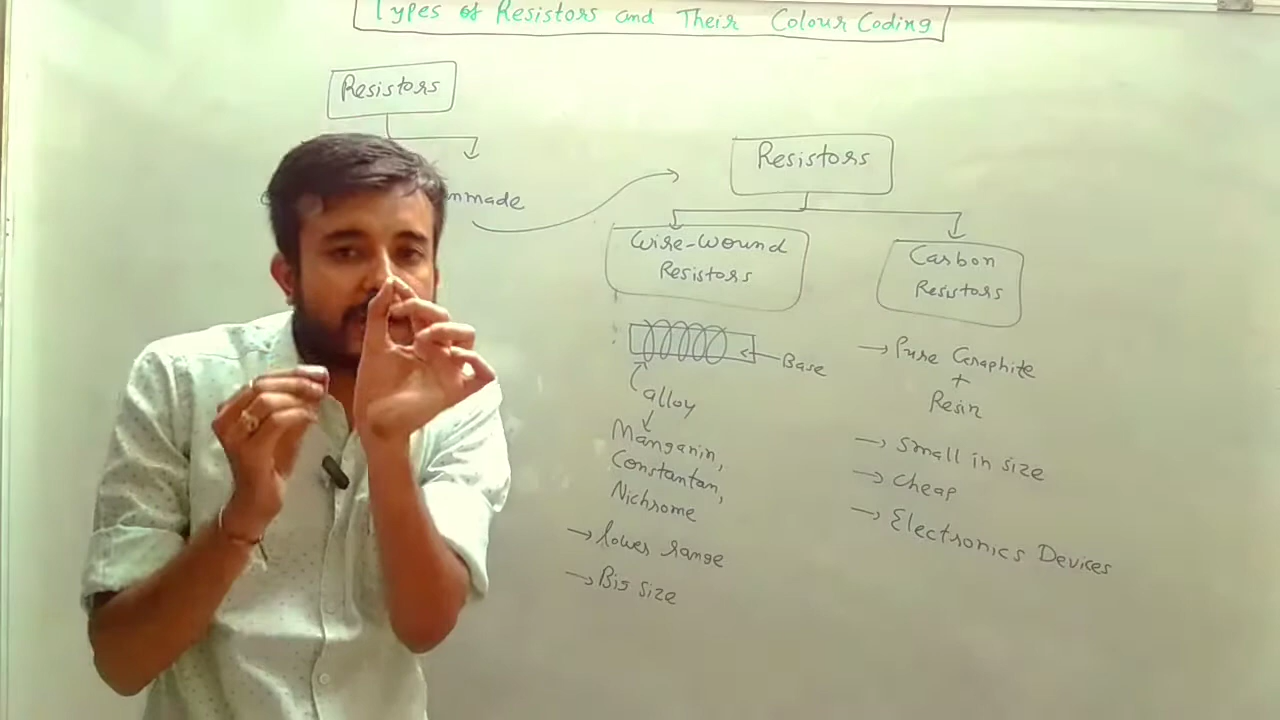 Types of Resistors and Their Colour Coding
Resistors
nmade
Resistors
Wire-Wound
Resistors
Base
alloy
Manganin,
Constantan,
Nichrome
→ lower range
→ Big size
Carbon
Resistors
→ Pure Graphite
+
Resin
→ Small in size
→ Cheap
→ Electronics Devices